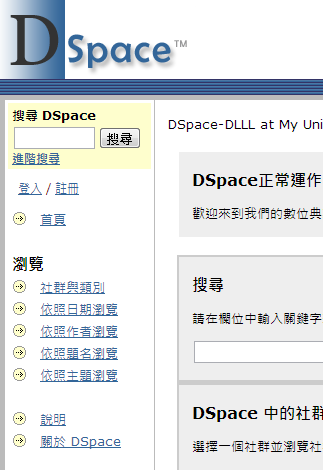 DSpace™
搜尋 DSpace
搜尋
進階搜尋
登入 / 註冊
首頁
瀏覽
社群與類別
依照日期瀏覽
依照作者瀏覽
依照題名瀏覽
依照主題瀏覽
說明
關於 DSpace
DSpace-DLLL at My Uni
DSpace正常運作
歡迎來到我們的數位典
搜尋
請在欄位中輸入關鍵字
DSpace 中的社群
選擇一個社群並瀏覽社